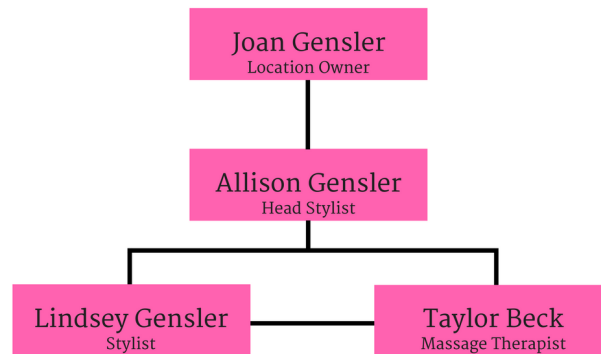 Joan Gensler
Location Owner
Allison Gensler
Head Stylist
Lindsey Gensler
Stylist
Taylor Beck
Massage Therapist